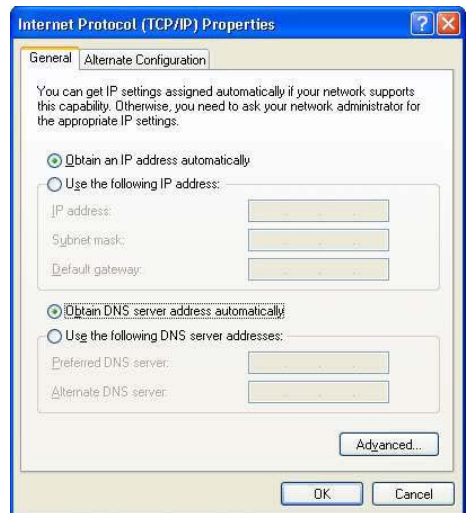 Internet Protocol (TCP/IP) Properties
General
Alternate Configuration
You can get IP settings assigned automatically if your network supports
this capability. Otherwise, you need to ask your network administrator for
the appropriate IP settings.
Obtain an IP address automatically
Use the following IP address:
IP address:
Subnet mask:
Default gateway:
Obtain DNS server address automatically
Use the following DNS server addresses:
Preferred DNS server:
Alternate DNS server:
Advanced...
OK
Cancel